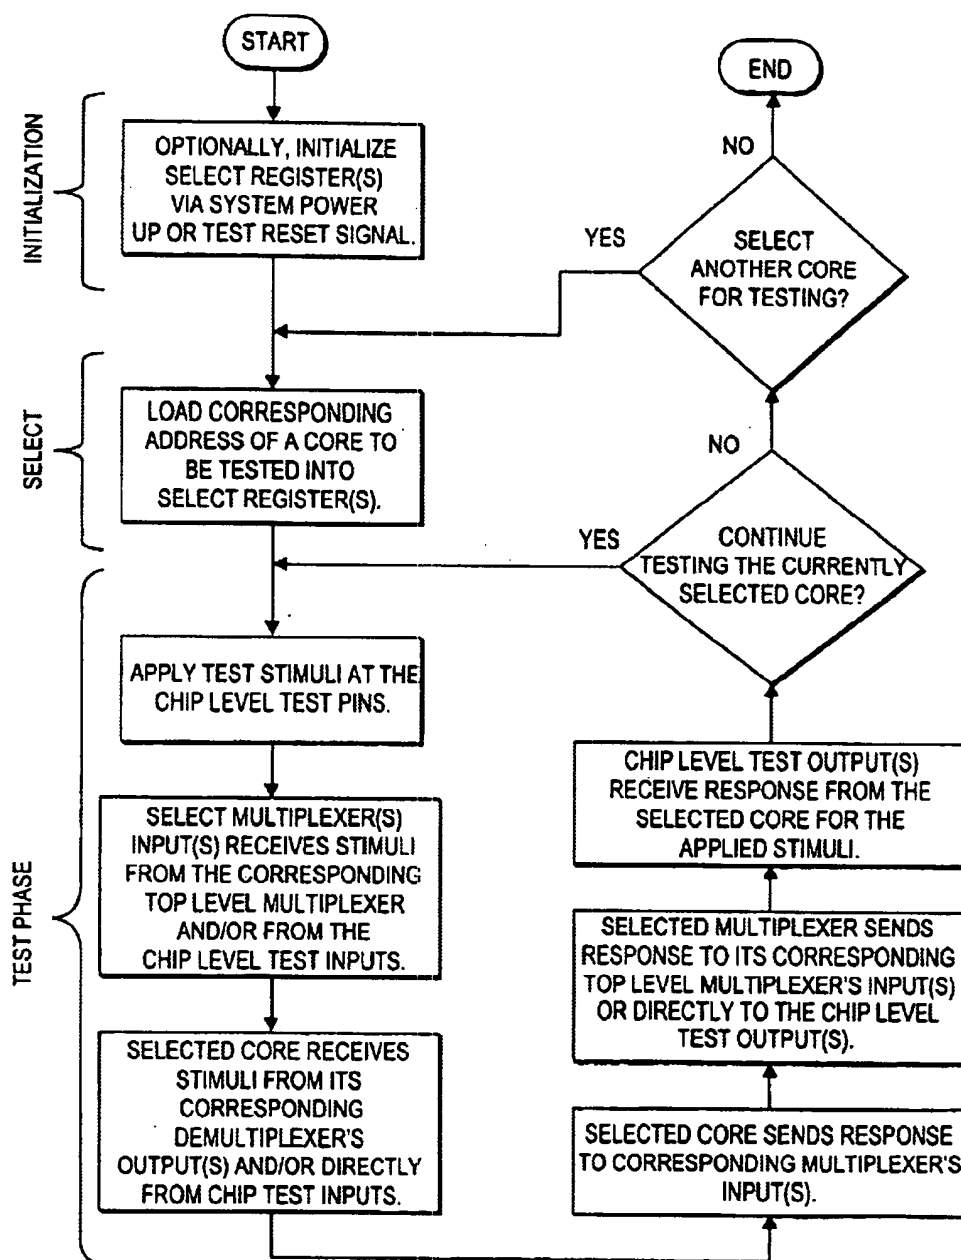 START
INITIALIZATION
OPTIONALLY, INITIALIZE
SELECT REGISTER(S)
VIA SYSTEM POWER
UP OR TEST RESET SIGNAL.
SELECT
LOAD CORRESPONDING
ADDRESS OF A CORE TO
BE TESTED INTO
SELECT REGISTER(S).
TEST PHASE
APPLY TEST STIMULI AT THE
CHIP LEVEL TEST PINS.
SELECT MULTIPLEXER(S)
INPUT(S) RECEIVES STIMULI
FROM THE CORRESPONDING
TOP LEVEL MULTIPLEXER
AND/OR FROM THE
CHIP LEVEL TEST INPUTS.
SELECTED CORE RECEIVES
STIMULI FROM ITS
CORRESPONDING
DEMULTIPLEXER'S
OUTPUT(S) AND/OR DIRECTLY
FROM CHIP TEST INPUTS.
SELECTED CORE SENDS RESPONSE
TO CORRESPONDING MULTIPLEXER'S
INPUT(S).
SELECTED MULTIPLEXER SENDS
RESPONSE TO ITS CORRESPONDING
TOP LEVEL MULTIPLEXER'S INPUT(S)
OR DIRECTLY TO THE CHIP LEVEL
TEST OUTPUT(S).
CHIP LEVEL TEST OUTPUT(S)
RECEIVE RESPONSE FROM THE
SELECTED CORE FOR THE
APPLIED STIMULI.
CONTINUE
TESTING THE CURRENTLY
SELECTED CORE?
YES
NO
SELECT
ANOTHER CORE
FOR TESTING?
YES
NO
END